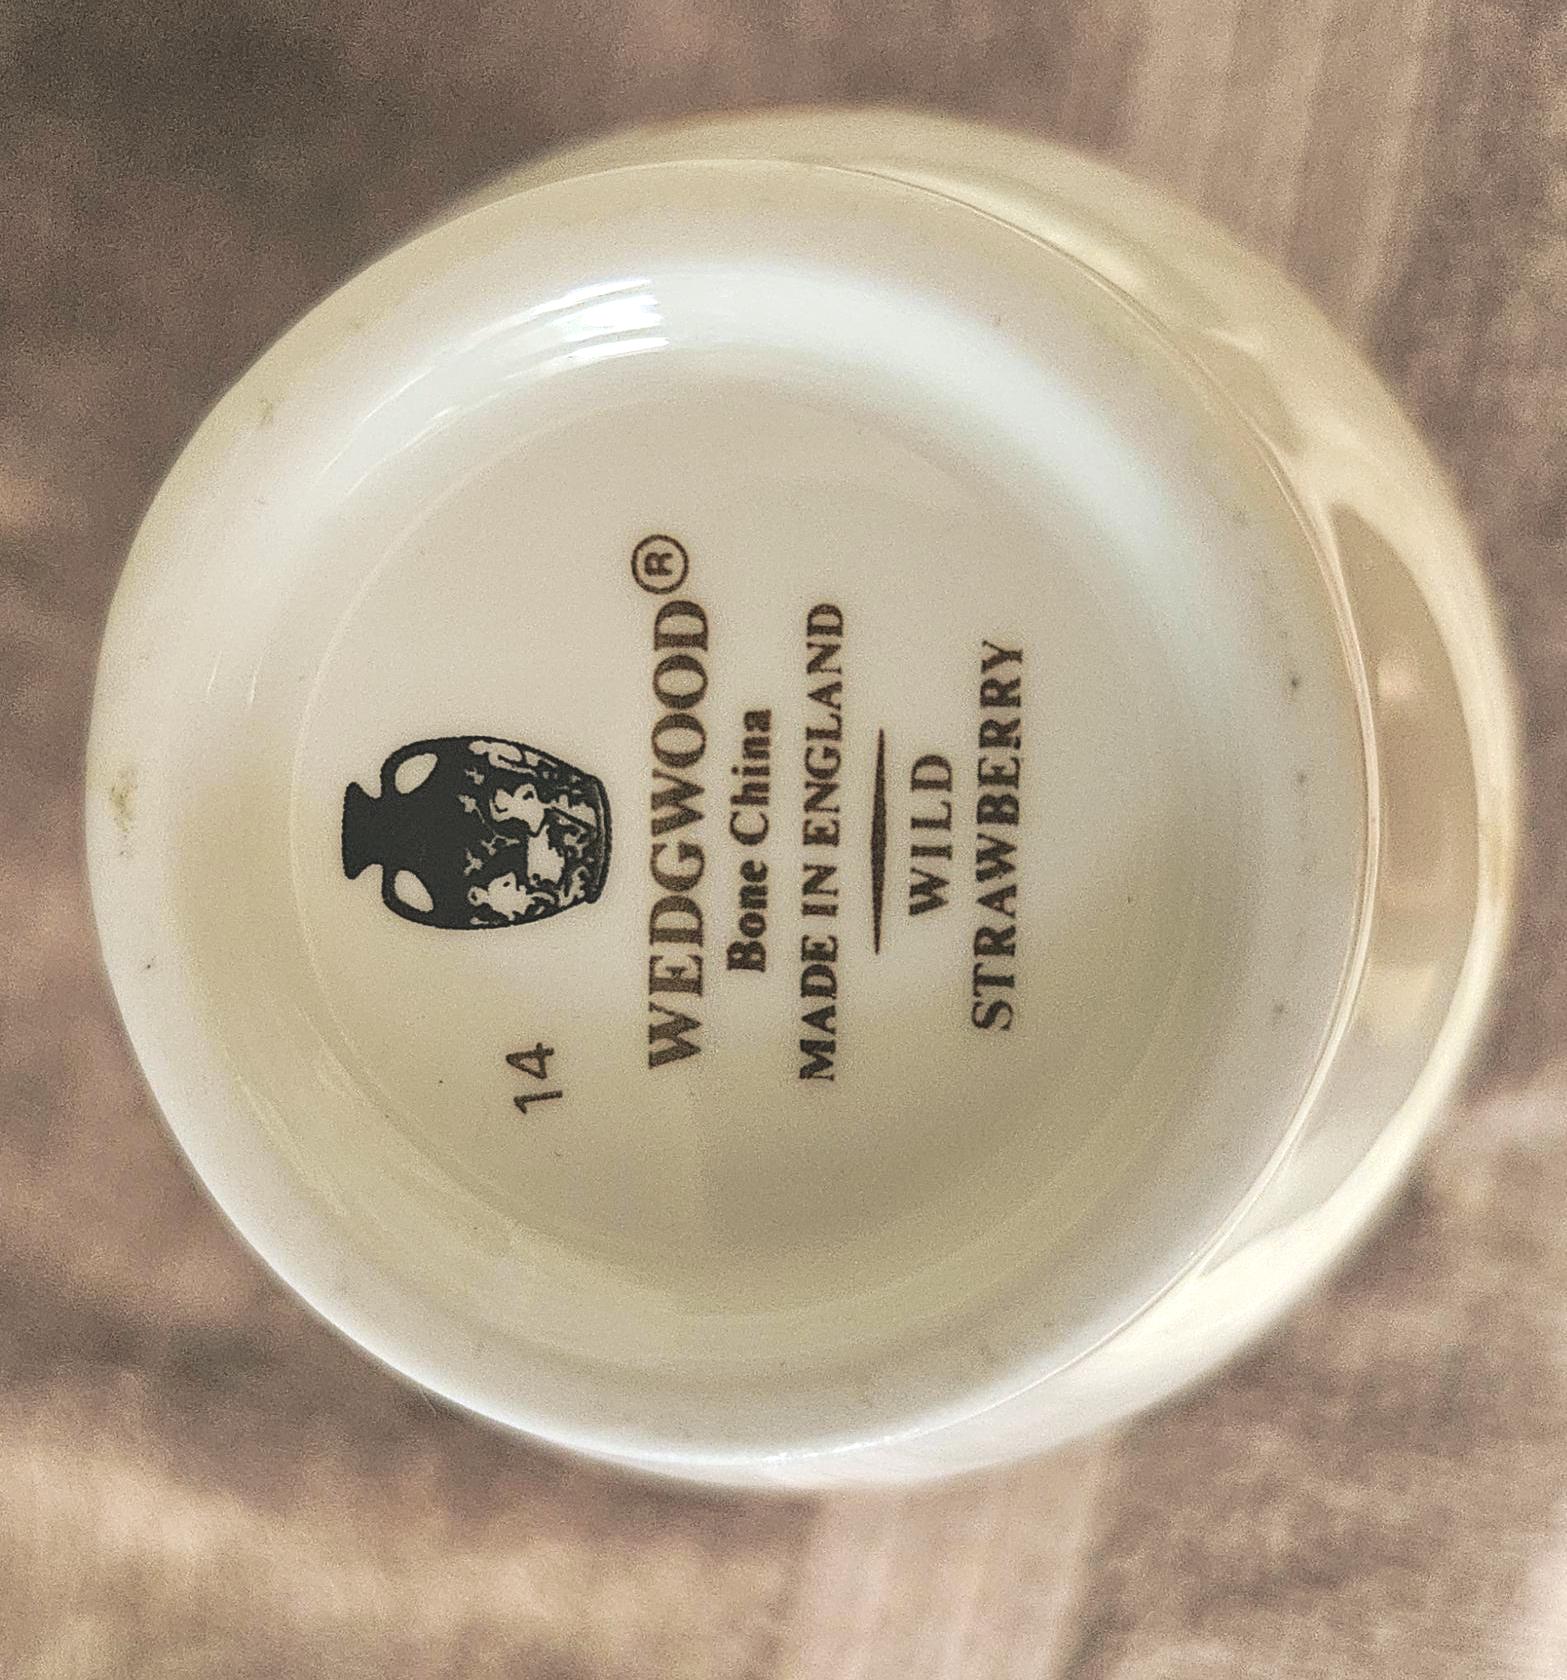 14
WEDGWOOD®
Bone China
MADE IN ENGLAND
WILD
STRAWBERRY